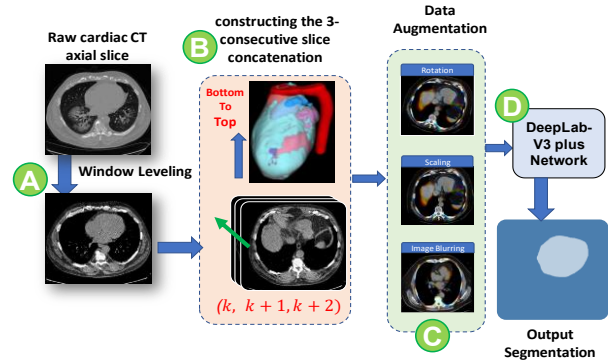 Raw cardiac CT
axial slice
A
Window Leveling
B
constructing the 3-
consecutive slice
concatenation
Bottom
To
Top
(k, k + 1, k + 2)
Data
Augmentation
Rotation
Scaling
Image Blurring
C
D
DeepLab-
V3 plus
Network
Output
Segmentation